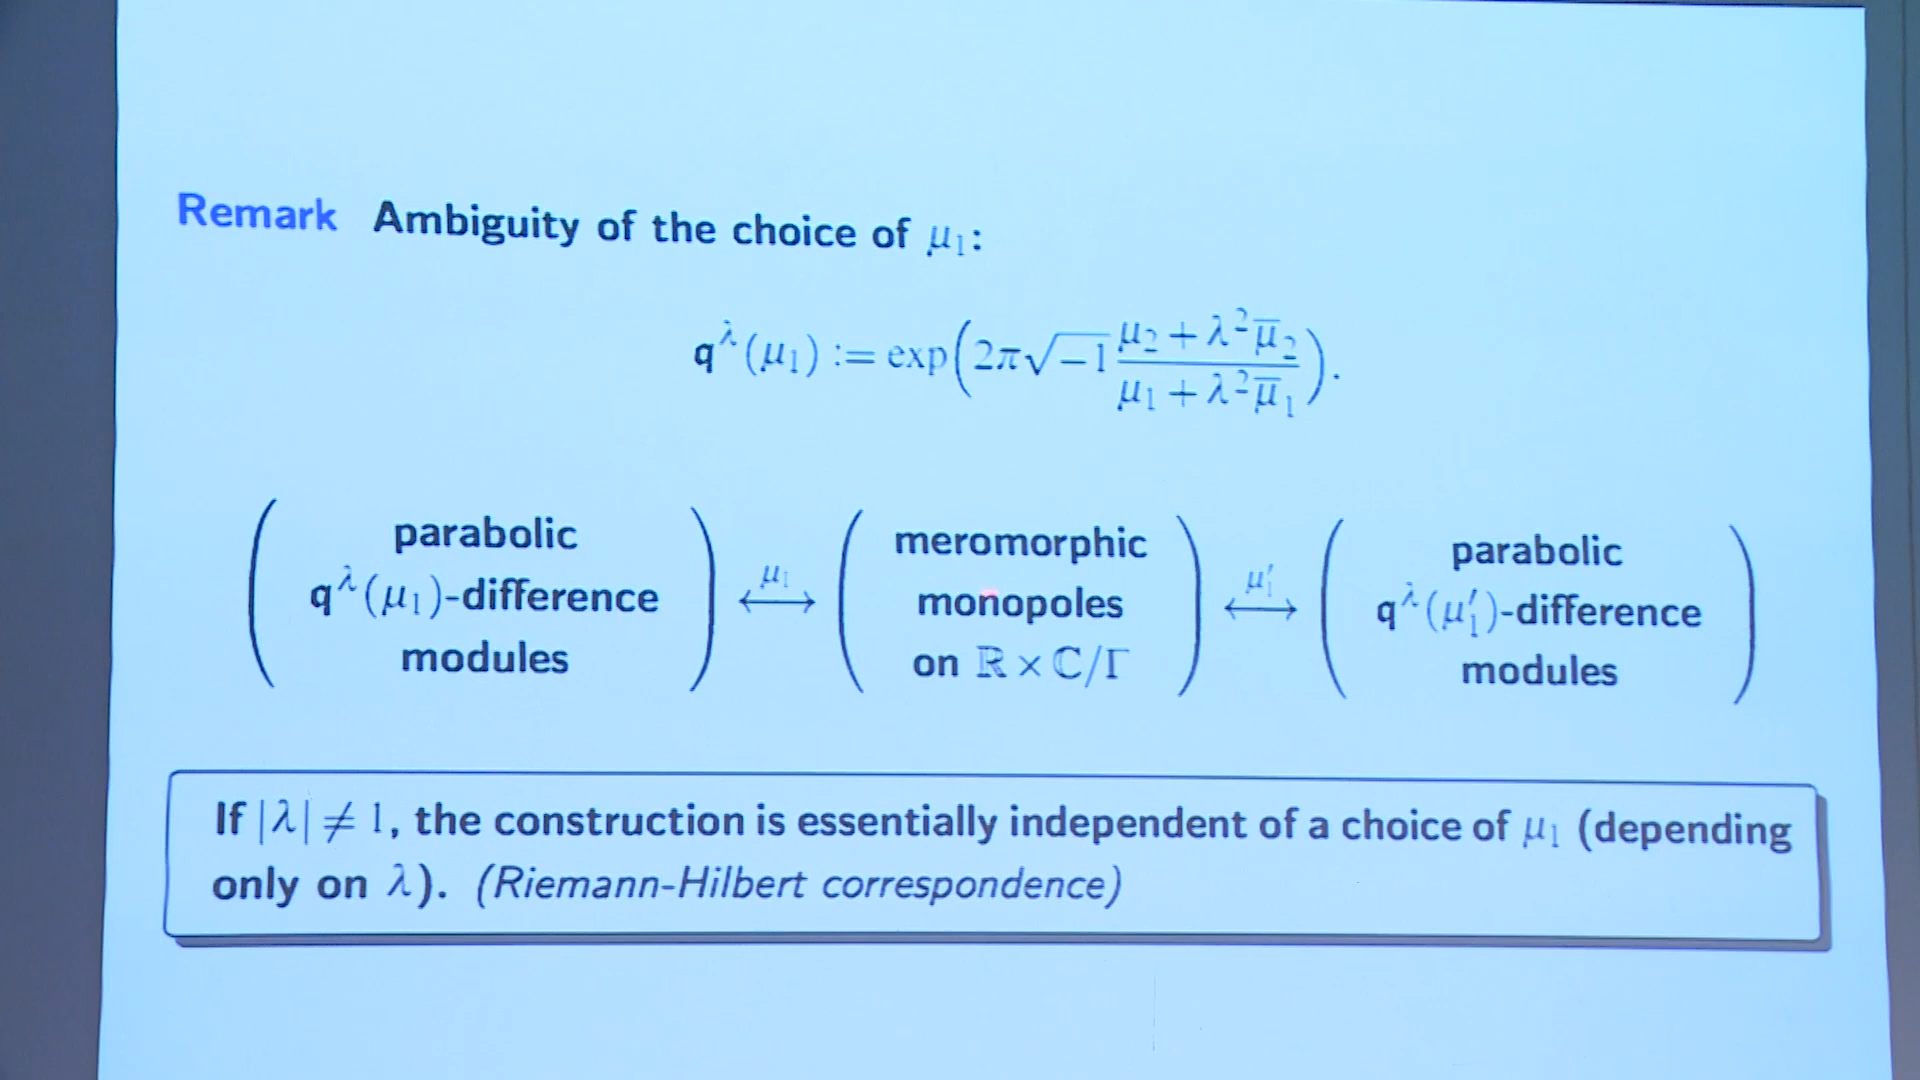 Remark Ambiguity of the choice of μ₁:
q^λ(μ₁) := exp(2π√−1 (μ₂ + λ²μ̅₂)/(μ₁ + λ²μ̅₁)).
parabolic q^λ(μ₁)-difference modules
⟷ μ₁
meromorphic monopoles on ℝ × ℂ/Γ
⟷ μ′₁
parabolic q^λ(μ′₁)-difference modules
If |λ| ≠ 1, the construction is essentially independent of a choice of μ₁ (depending
only on λ). (Riemann-Hilbert correspondence)